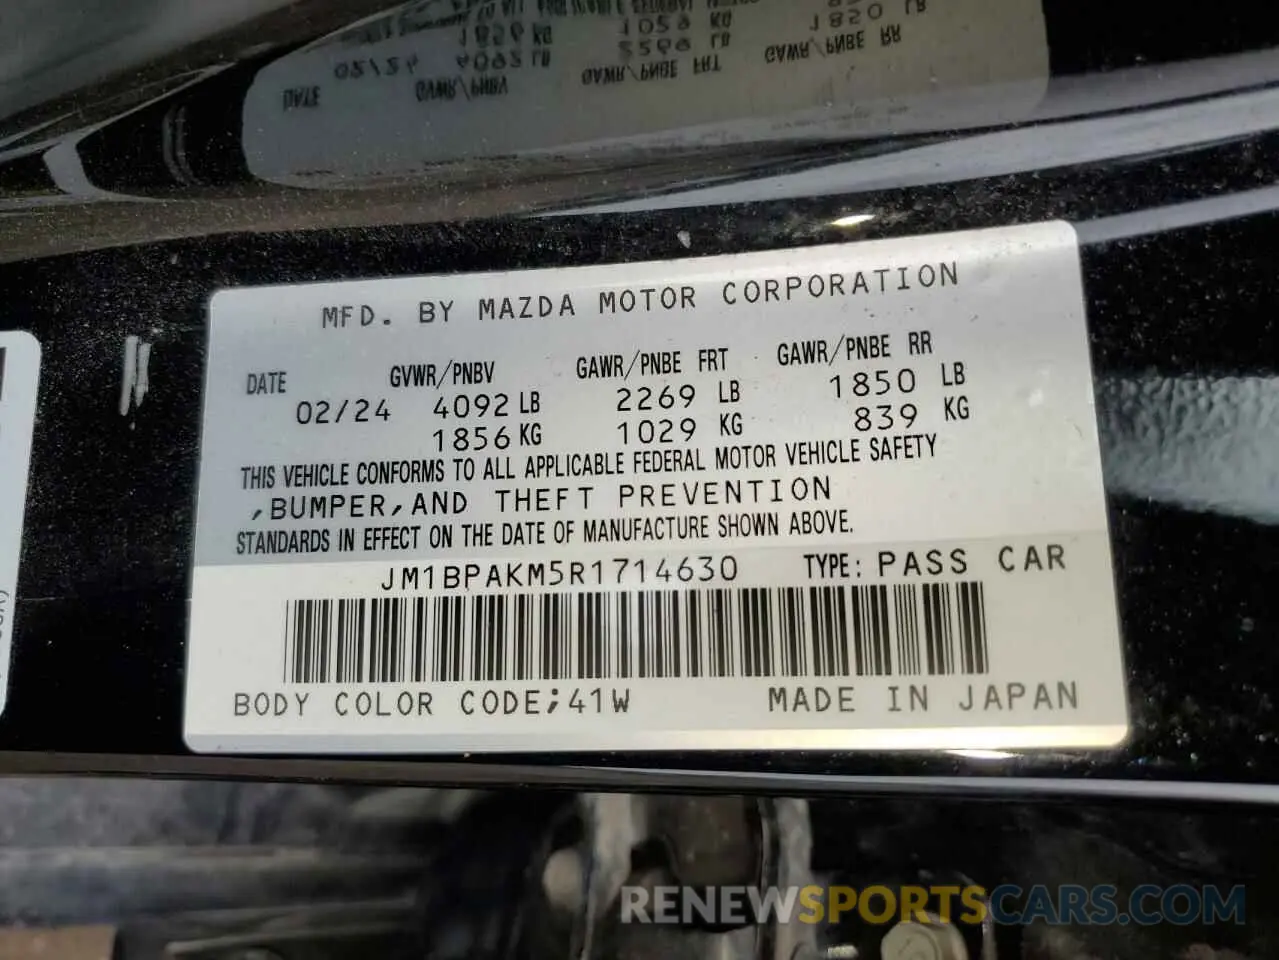 MFD. BY MAZDA MOTOR CORPORATION
DATE GVWR/PNBV GAWR/PNBE FRT GAWR/PNBE RR
02/24 4092 LB 2269 LB 1850 LB
1856 KG 1029 KG 839 KG
THIS VEHICLE CONFORMS TO ALL APPLICABLE FEDERAL MOTOR VEHICLE SAFETY
,BUMPER,AND THEFT PREVENTION
STANDARDS IN EFFECT ON THE DATE OF MANUFACTURE SHOWN ABOVE.
JM1BPAKM5R1714630 TYPE: PASS CAR
BODY COLOR CODE;41W MADE IN JAPAN
RENEWSPORTSCARS.COM